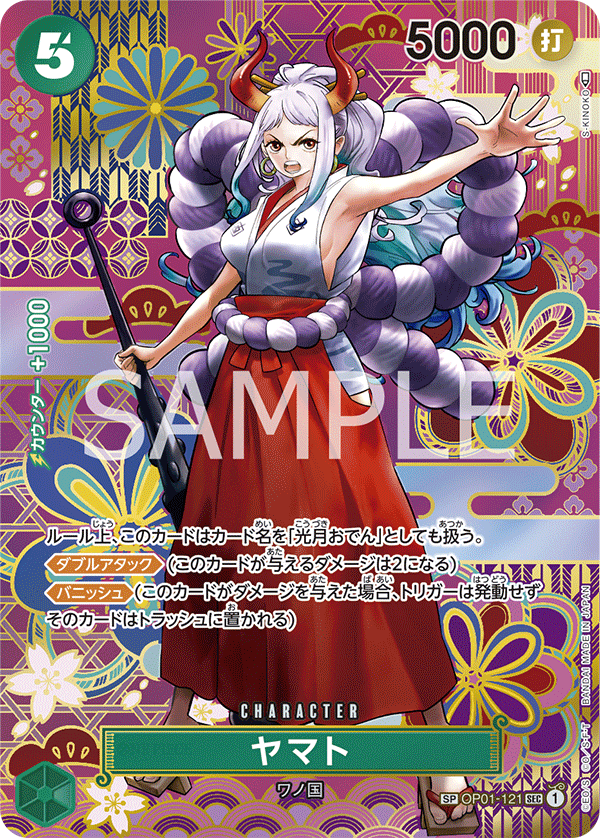 5
5000
打
S-KINOKO
カウンター +1000
SAMPLE
ルール上、このカードはカード名を「光月おでん」としても扱う。
ダブルアタック (このカードが与えるダメージは2になる)
バニッシュ (このカードがダメージを与えた場合、トリガーは発動せず
そのカードはトラッシュに置かれる)
CHARACTER
ヤマト
ワノ国
SP OP01-121 SEC 1
©EO/S ©O/S・F・T BANDAI MADE IN JAPAN